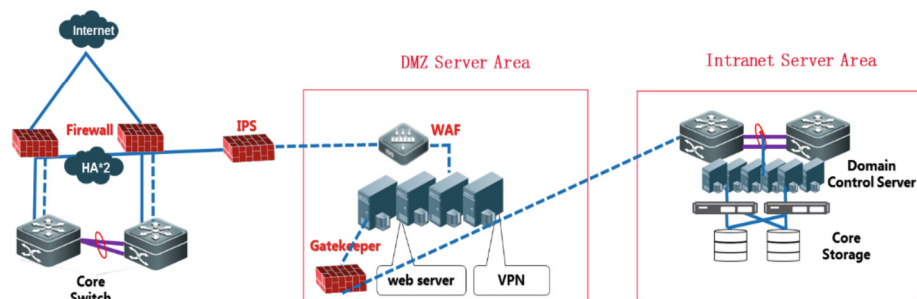 Internet
DMZ Server Area
Intranet Server Area
Firewall
IPS
WAF
HA*2
Domain
Control Server
Gatekeeper
web server
VPN
Core
Storage
Core
Switch